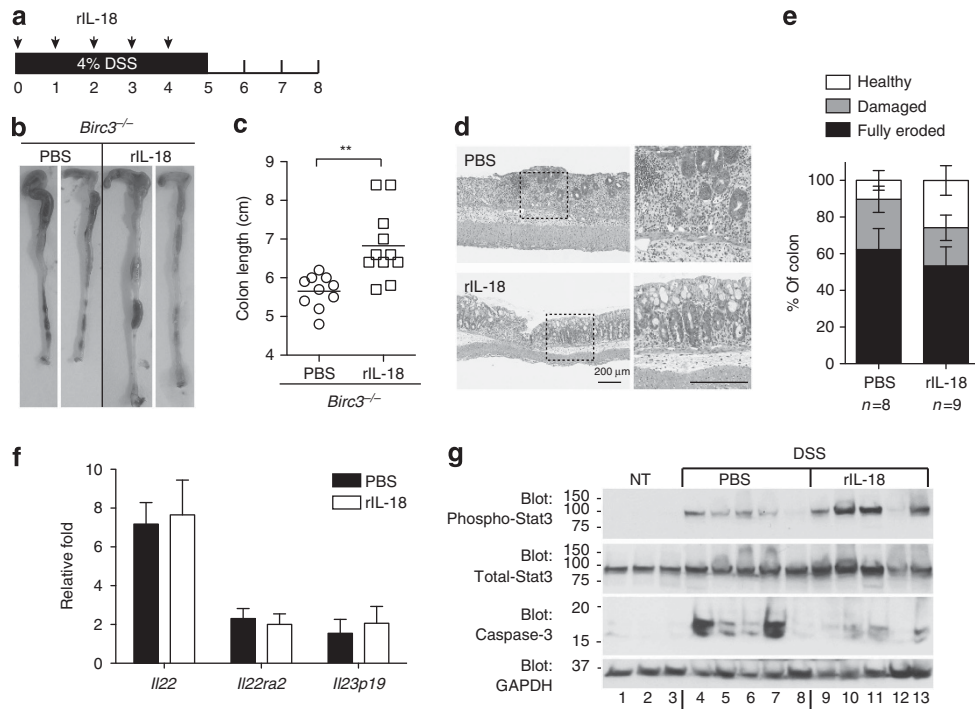 a
rIL-18
4% DSS
0 1 2 3 4 5 6 7 8
b
Birc3–/–
PBS rIL-18
c
**
Colon length (cm)
9
8
7
6
5
4
PBS rIL-18
Birc3–/–
d
PBS
rIL-18
200 μm
e
Healthy
Damaged
Fully eroded
% Of colon
100
80
60
40
20
0
PBS rIL-18
n=8 n=9
f
PBS
rIL-18
Relative fold
10
8
6
4
2
0
Il22 Il22ra2 Il23p19
g
DSS
NT PBS rIL-18
Blot:
Phospho-Stat3
150
100
75
Blot:
Total-Stat3
150
100
75
Blot:
Caspase-3
20
15
Blot:
GAPDH
37
1 2 3 4 5 6 7 8 9 10 11 12 13